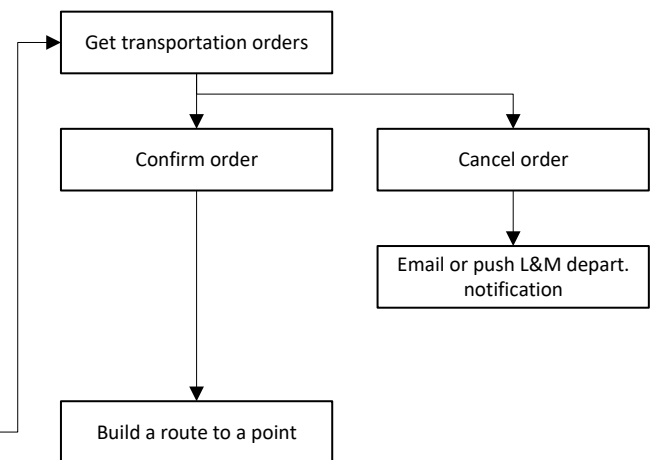 Get transportation orders
Confirm order
Cancel order
Email or push L&M depart.
notification
Build a route to a point